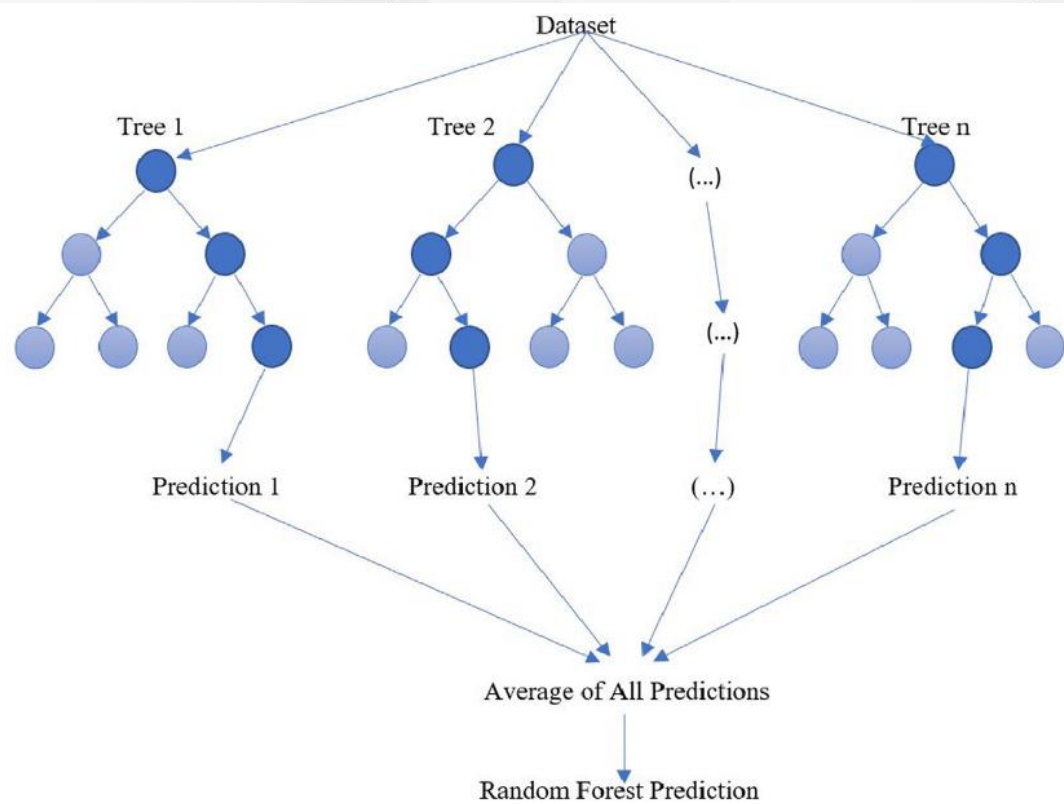 Dataset
Tree 1
Tree 2
Tree n
(...)
(...)
Prediction 1
Prediction 2
(...)
Prediction n
Average of All Predictions
Random Forest Prediction